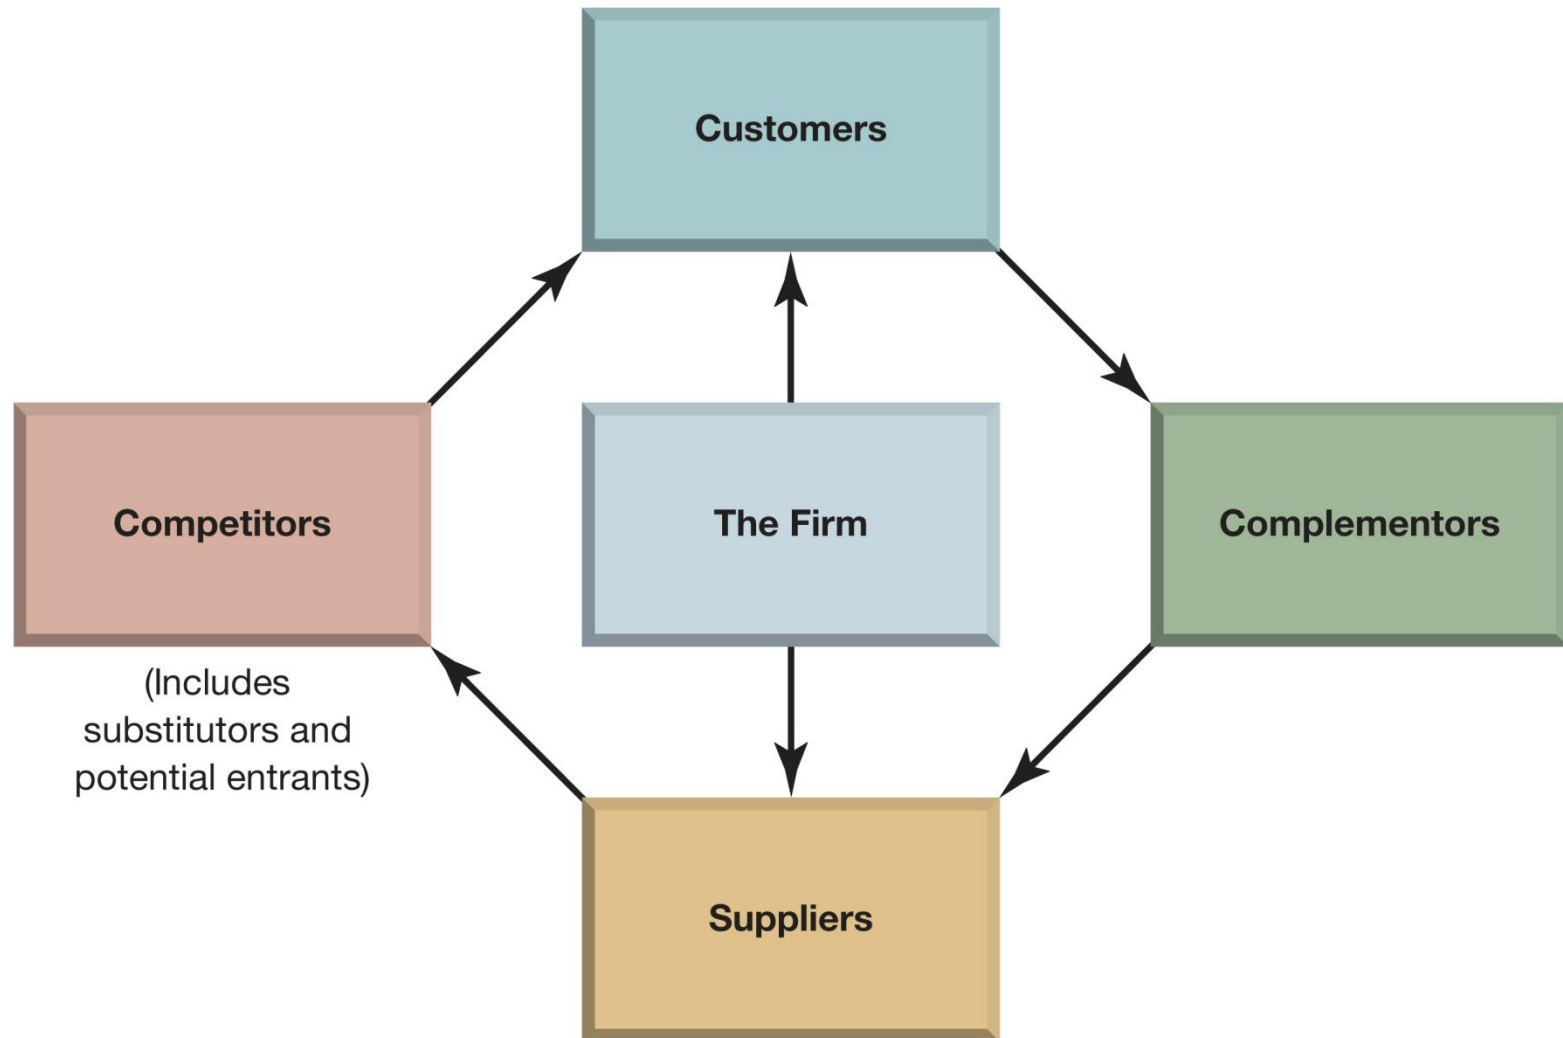 Customers
Competitors
The Firm
Complementors
(Includes
substitutors and
potential entrants)
Suppliers